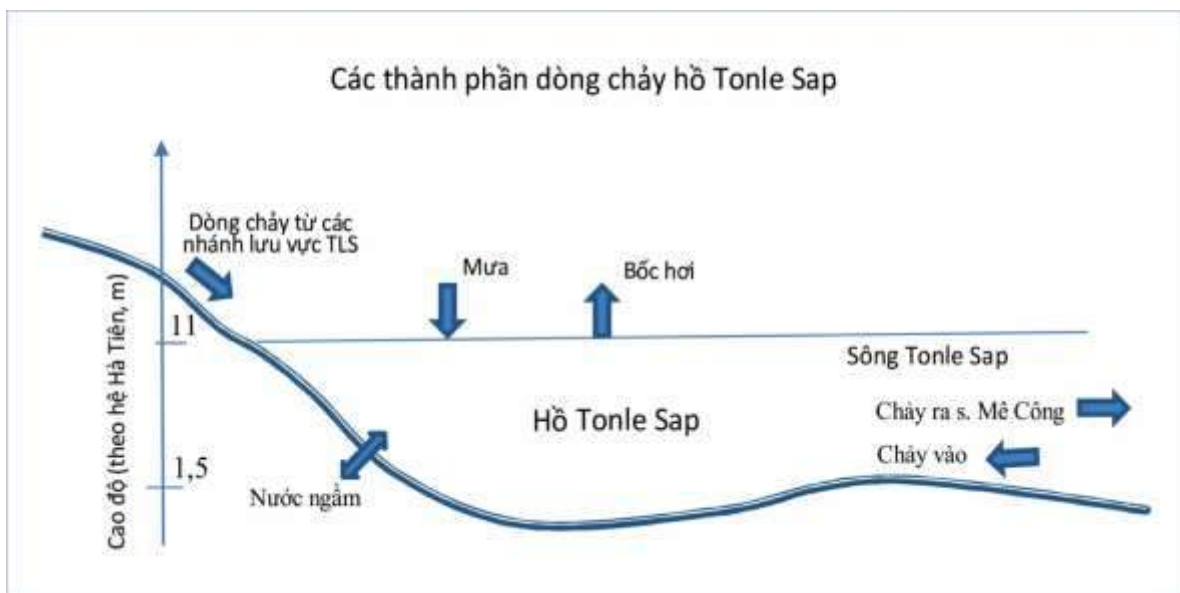 Các thành phần dòng chảy hồ Tonle Sap
Dòng chảy từ các
nhánh lưu vực TLS
Mưa
Bốc hơi
Cao độ (theo hệ Hà Tiên, m)
11
Sông Tonle Sap
Hồ Tonle Sap
Chảy ra s. Mê Công
Chảy vào
1,5
Nước ngầm